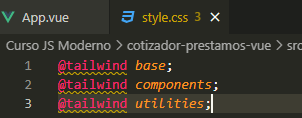 App.vue style.css 3 ×
Curso JS Moderno > cotizador-prestamos-vue > src
1 @tailwind base;
2 @tailwind components;
3 @tailwind utilities;